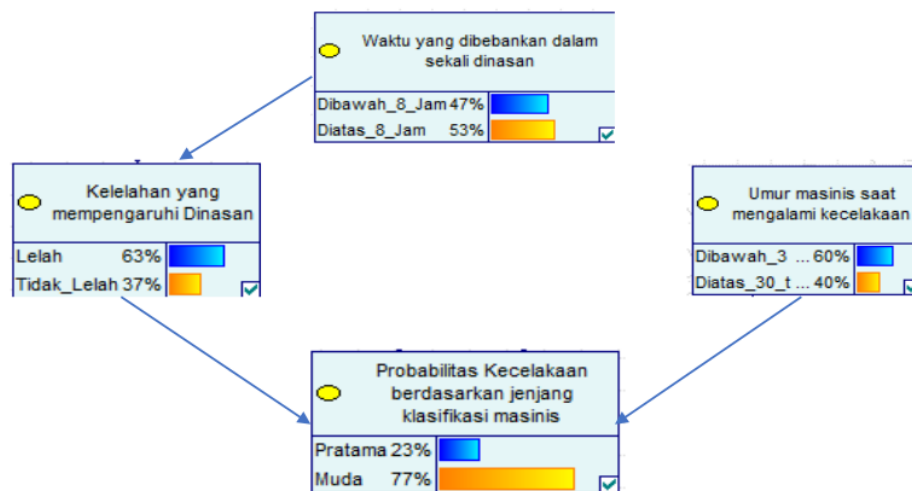 Waktu yang dibebankan dalam
sekali dinasan
Dibawah_8_Jam 47%
Diatas_8_Jam 53%
Kelelahan yang
mempengaruhi Dinasan
Lelah 63%
Tidak_Lelah 37%
Umur masinis saat
mengalami kecelakaan
Dibawah_3 ... 60%
Diatas_30_t ... 40%
Probabilitas Kecelakaan
berdasarkan jenjang
klasifikasi masinis
Pratama 23%
Muda 77%